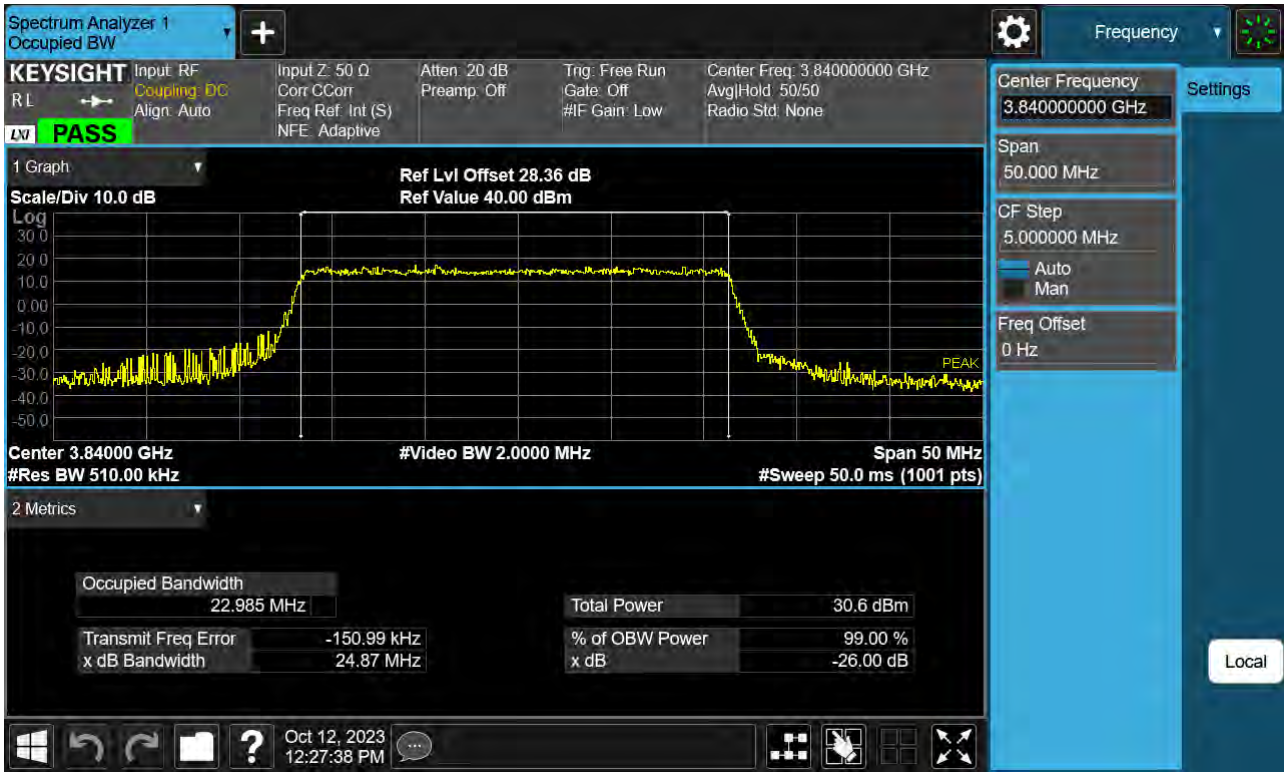 Spectrum Analyzer 1
Occupied BW
+
Frequency
KEYSIGHT
RL
LXI
PASS
Input: RF
Coupling: DC
Align: Auto
Input Z: 50 Ω
Corr CCorr
Freq Ref: Int (S)
NFE: Adaptive
Atten: 20 dB
Preamp: Off
Trig: Free Run
Gate: Off
#IF Gain: Low
Center Freq: 3.840000000 GHz
Avg|Hold: 50/50
Radio Std: None
Center Frequency
3.840000000 GHz
Settings
Span
50.000 MHz
CF Step
5.000000 MHz
Auto
Man
Freq Offset
0 Hz
Local
1 Graph
Scale/Div 10.0 dB
Ref Lvl Offset 28.36 dB
Ref Value 40.00 dBm
Log
30.0
20.0
10.0
0.00
-10.0
-20.0
-30.0
-40.0
-50.0
PEAK
Center 3.84000 GHz
#Video BW 2.0000 MHz
Span 50 MHz
#Res BW 510.00 kHz
#Sweep 50.0 ms (1001 pts)
2 Metrics
Occupied Bandwidth
22.985 MHz
Total Power 30.6 dBm
Transmit Freq Error -150.99 kHz
% of OBW Power 99.00 %
x dB Bandwidth 24.87 MHz
x dB -26.00 dB
?
Oct 12, 2023
12:27:38 PM